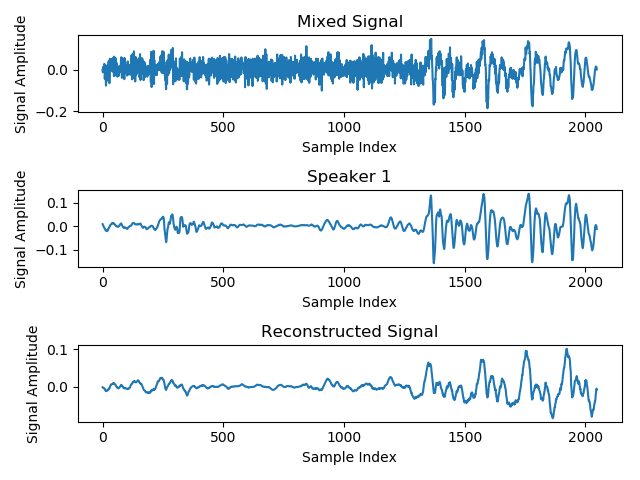 Mixed Signal
Signal Amplitude
0.0
−0.2
0
500
1000
1500
2000
Sample Index
Speaker 1
Signal Amplitude
0.1
0.0
−0.1
0
500
1000
1500
2000
Sample Index
Reconstructed Signal
Signal Amplitude
0.1
0.0
0
500
1000
1500
2000
Sample Index